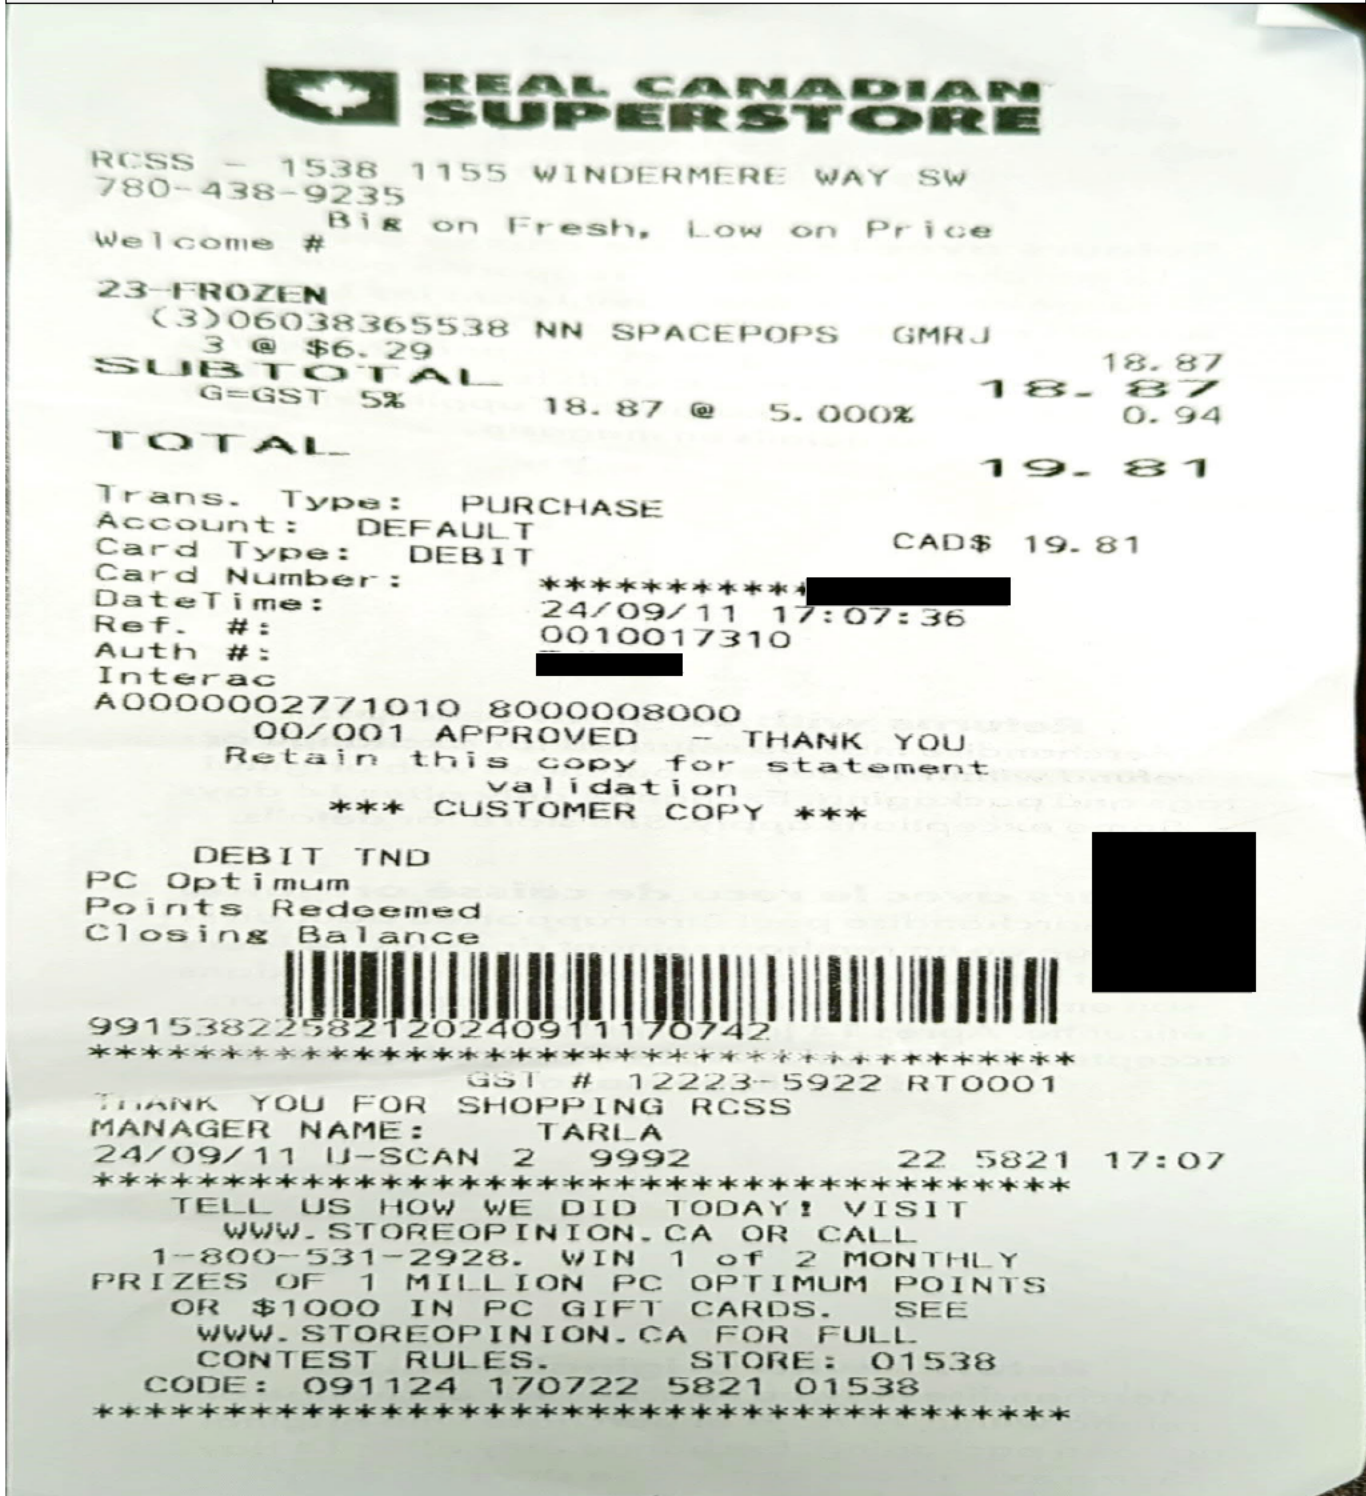 REAL CANADIAN
SUPERSTORE
RCSS - 1538 1155 WINDERMERE WAY SW
780-438-9235
Big on Fresh, Low on Price
Welcome #
23-FROZEN
(3)06038365538 NN SPACEPOPS GMRJ
3 @ $6.29 18.87
SUBTOTAL 18.87
G=GST 5% 18.87 @ 5.000% 0.94
TOTAL 19.81
Trans. Type: PURCHASE
Account: DEFAULT CAD$ 19.81
Card Type: DEBIT
Card Number: ***********
DateTime: 24/09/11 17:07:36
Ref. #: 0010017310
Auth #:
Interac
A0000002771010 8000008000
00/001 APPROVED - THANK YOU
Retain this copy for statement
validation
*** CUSTOMER COPY ***
DEBIT TND
PC Optimum
Points Redeemed
Closing Balance
99153822582120240911170742
**************************************
GST # 12223-5922 RT0001
THANK YOU FOR SHOPPING RCSS
MANAGER NAME: TARLA
24/09/11 U-SCAN 2 9992 22 5821 17:07
**************************************
TELL US HOW WE DID TODAY! VISIT
WWW.STOREOPINION.CA OR CALL
1-800-531-2928. WIN 1 of 2 MONTHLY
PRIZES OF 1 MILLION PC OPTIMUM POINTS
OR $1000 IN PC GIFT CARDS. SEE
WWW.STOREOPINION.CA FOR FULL
CONTEST RULES. STORE: 01538
CODE: 091124 170722 5821 01538
**************************************